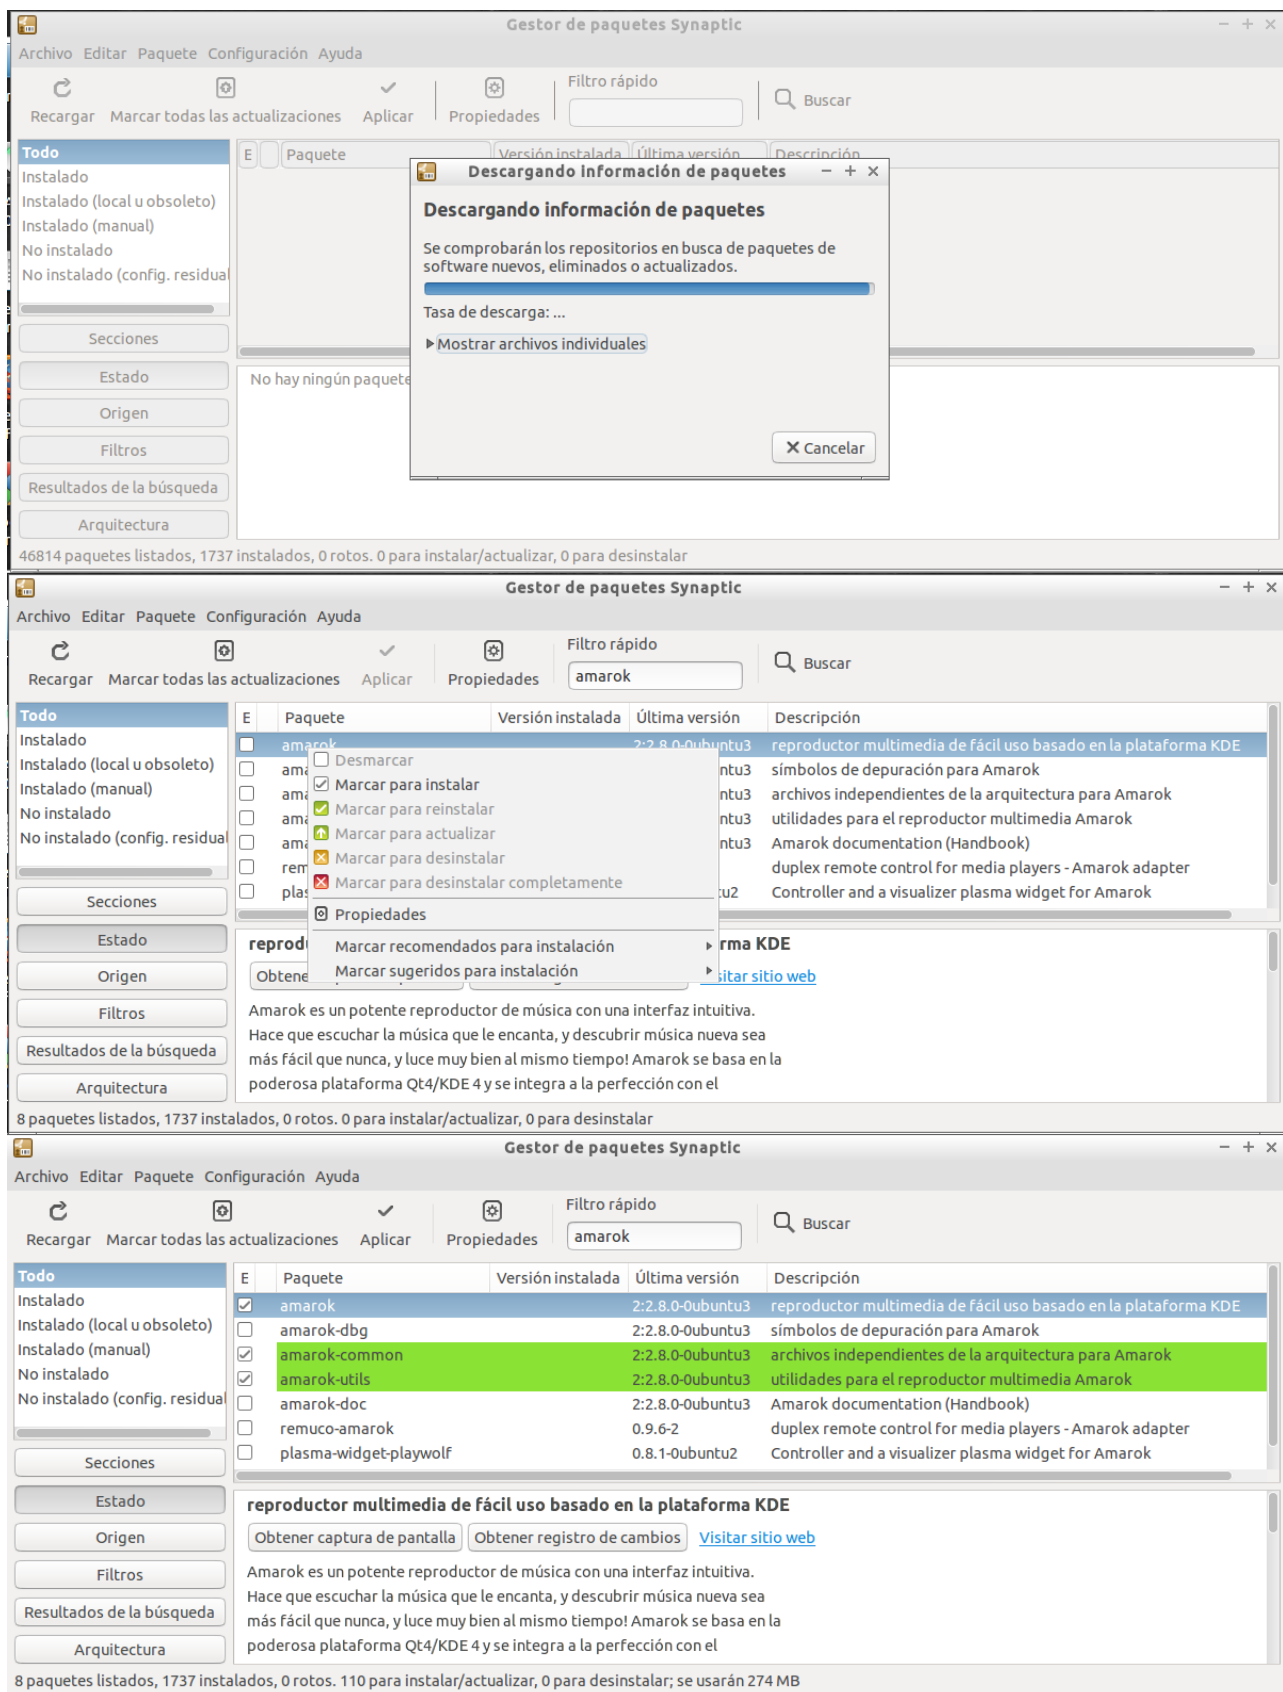 Gestor de paquetes Synaptic
Archivo Editar Paquete Configuración Ayuda
Recargar Marcar todas las actualizaciones Aplicar Propiedades Filtro rápido Buscar
Todo
Instalado
Instalado (local u obsoleto)
Instalado (manual)
No instalado
No instalado (config. residual
Secciones
Estado
Origen
Filtros
Resultados de la búsqueda
Arquitectura
E Paquete Versión instalada Última versión Descripción
Descargando información de paquetes
Descargando información de paquetes
Se comprobarán los repositorios en busca de paquetes de
software nuevos, eliminados o actualizados.
Tasa de descarga: ...
Mostrar archivos individuales
Cancelar
No hay ningún paquete
46814 paquetes listados, 1737 instalados, 0 rotos. 0 para instalar/actualizar, 0 para desinstalar
Gestor de paquetes Synaptic
Archivo Editar Paquete Configuración Ayuda
Recargar Marcar todas las actualizaciones Aplicar Propiedades Filtro rápido amarok Buscar
Todo
Instalado
Instalado (local u obsoleto)
Instalado (manual)
No instalado
No instalado (config. residual
Secciones
Estado
Origen
Filtros
Resultados de la búsqueda
Arquitectura
E Paquete Versión instalada Última versión Descripción
amarok 2:2.8.0-0ubuntu3 reproductor multimedia de fácil uso basado en la plataforma KDE
ama ntu3 símbolos de depuración para Amarok
ama ntu3 archivos independientes de la arquitectura para Amarok
ama ntu3 utilidades para el reproductor multimedia Amarok
ama ntu3 Amarok documentation (Handbook)
rem duplex remote control for media players - Amarok adapter
plas u2 Controller and a visualizer plasma widget for Amarok
Desmarcar
Marcar para instalar
Marcar para reinstalar
Marcar para actualizar
Marcar para desinstalar
Marcar para desinstalar completamente
Propiedades
Marcar recomendados para instalación
Marcar sugeridos para instalación
reprodu rma KDE
Obtene sitar sitio web
Amarok es un potente reproductor de música con una interfaz intuitiva.
Hace que escuchar la música que le encanta, y descubrir música nueva sea
más fácil que nunca, y luce muy bien al mismo tiempo! Amarok se basa en la
poderosa plataforma Qt4/KDE 4 y se integra a la perfección con el
8 paquetes listados, 1737 instalados, 0 rotos. 0 para instalar/actualizar, 0 para desinstalar
Gestor de paquetes Synaptic
Archivo Editar Paquete Configuración Ayuda
Recargar Marcar todas las actualizaciones Aplicar Propiedades Filtro rápido amarok Buscar
Todo
Instalado
Instalado (local u obsoleto)
Instalado (manual)
No instalado
No instalado (config. residual
Secciones
Estado
Origen
Filtros
Resultados de la búsqueda
Arquitectura
E Paquete Versión instalada Última versión Descripción
amarok 2:2.8.0-0ubuntu3 reproductor multimedia de fácil uso basado en la plataforma KDE
amarok-dbg 2:2.8.0-0ubuntu3 símbolos de depuración para Amarok
amarok-common 2:2.8.0-0ubuntu3 archivos independientes de la arquitectura para Amarok
amarok-utils 2:2.8.0-0ubuntu3 utilidades para el reproductor multimedia Amarok
amarok-doc 2:2.8.0-0ubuntu3 Amarok documentation (Handbook)
remuco-amarok 0.9.6-2 duplex remote control for media players - Amarok adapter
plasma-widget-playwolf 0.8.1-0ubuntu2 Controller and a visualizer plasma widget for Amarok
reproductor multimedia de fácil uso basado en la plataforma KDE
Obtener captura de pantalla Obtener registro de cambios Visitar sitio web
Amarok es un potente reproductor de música con una interfaz intuitiva.
Hace que escuchar la música que le encanta, y descubrir música nueva sea
más fácil que nunca, y luce muy bien al mismo tiempo! Amarok se basa en la
poderosa plataforma Qt4/KDE 4 y se integra a la perfección con el
8 paquetes listados, 1737 instalados, 0 rotos. 110 para instalar/actualizar, 0 para desinstalar; se usarán 274 MB